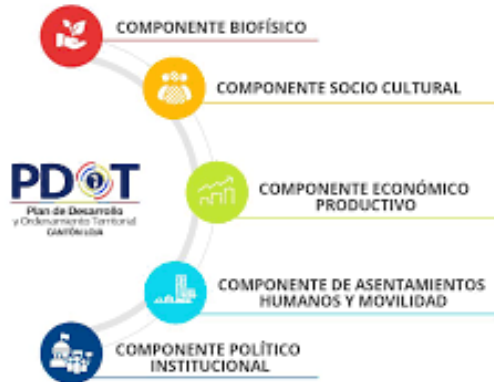 COMPONENTE BIOFÍSICO
COMPONENTE SOCIO CULTURAL
PDOT
Plan de Desarrollo
y Ordenamiento Territorial
CANTÓN LOJA
COMPONENTE ECONÓMICO
PRODUCTIVO
COMPONENTE DE ASENTAMIENTOS
HUMANOS Y MOVILIDAD
COMPONENTE POLÍTICO
INSTITUCIONAL